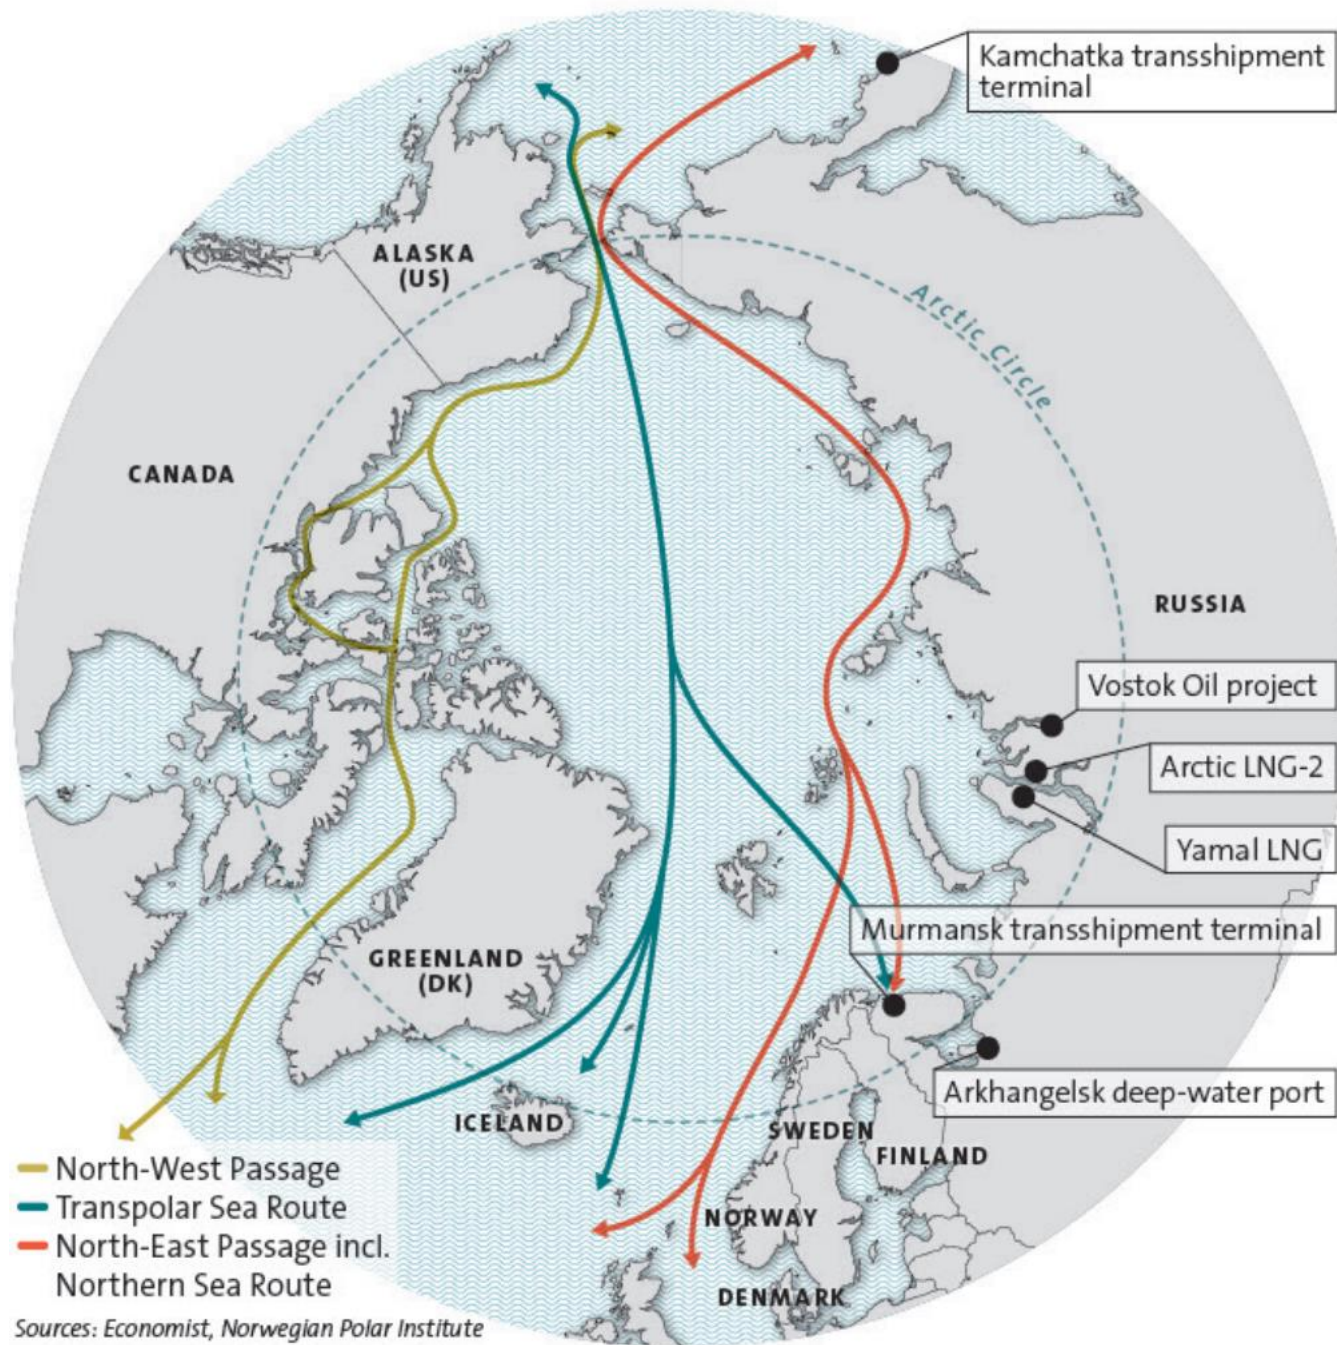 Kamchatka transshipment
terminal
ALASKA
(US)
Arctic Circle
CANADA
RUSSIA
Vostok Oil project
Arctic LNG-2
Yamal LNG
Murmansk transshipment terminal
GREENLAND
(DK)
Arkhangelsk deep-water port
ICELAND
SWEDEN
FINLAND
NORWAY
DENMARK
North-West Passage
Transpolar Sea Route
North-East Passage incl.
Northern Sea Route
Sources: Economist, Norwegian Polar Institute